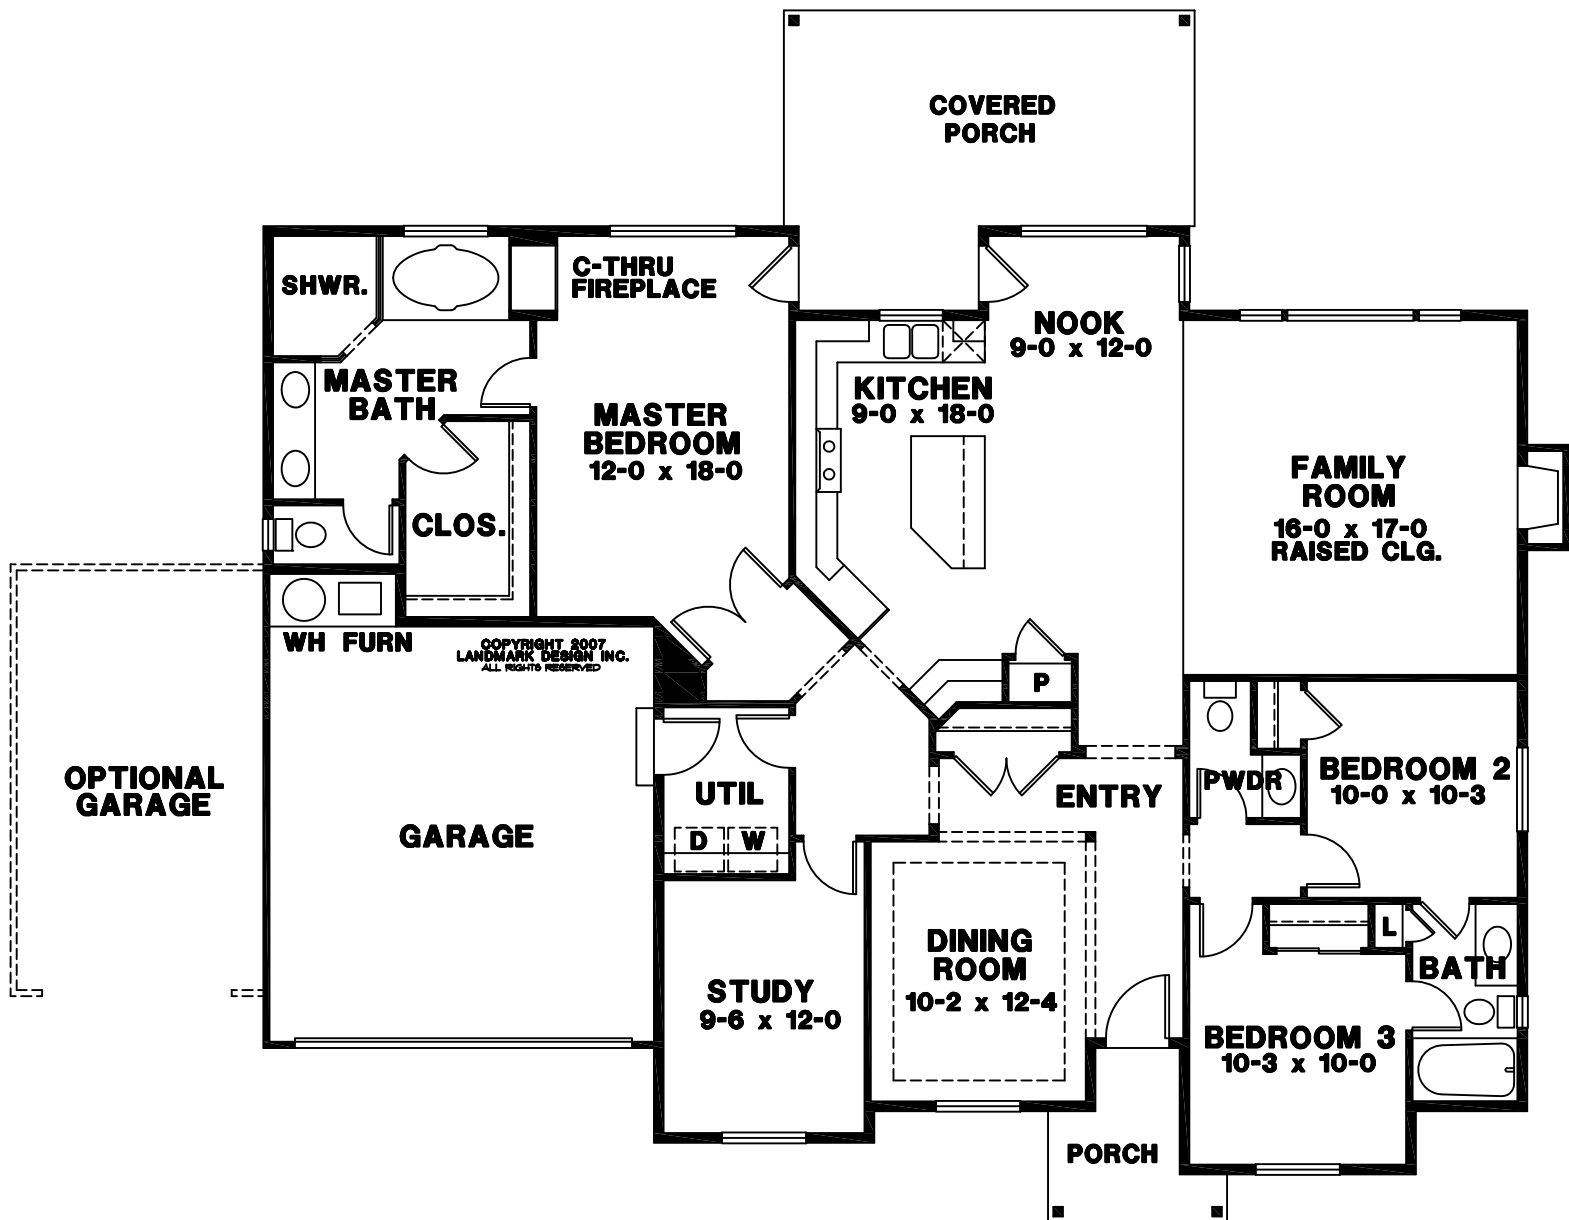 COVERED
PORCH
SHWR.
C-THRU
FIREPLACE
NOOK
9-0 x 12-0
MASTER
BATH
KITCHEN
9-0 x 18-0
MASTER
BEDROOM
12-0 x 18-0
FAMILY
ROOM
16-0 x 17-0
RAISED CLG.
CLOS.
WH FURN
COPYRIGHT 2007
LANDMARK DESIGN INC.
ALL RIGHTS RESERVED
P
OPTIONAL
GARAGE
GARAGE
UTIL
D W
ENTRY
PWDR
BEDROOM 2
10-0 x 10-3
DINING
ROOM
10-2 x 12-4
L
BATH
STUDY
9-6 x 12-0
BEDROOM 3
10-3 x 10-0
PORCH